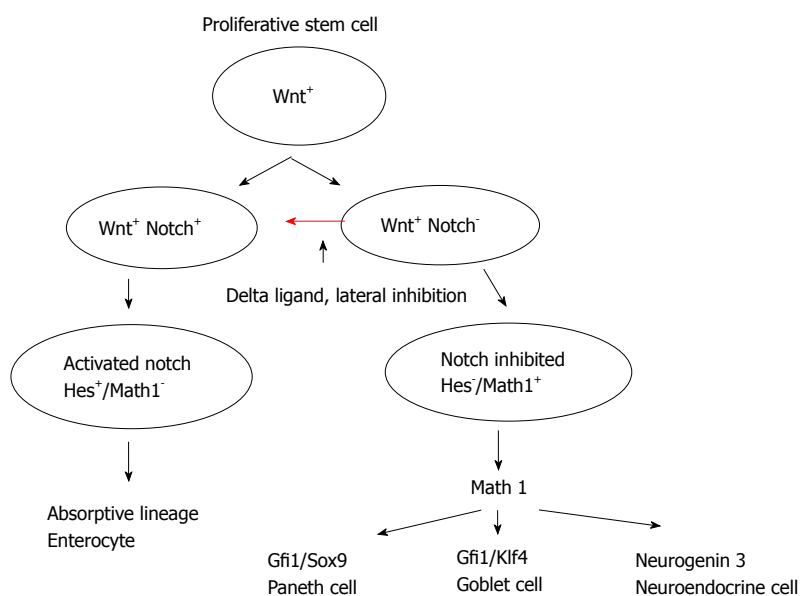 Proliferative stem cell
Wnt⁺
Wnt⁺ Notch⁺
Wnt⁺ Notch⁻
Delta ligand, lateral inhibition
Activated notch
Hes⁺/Math1⁻
Notch inhibited
Hes⁻/Math1⁺
Math 1
Absorptive lineage
Enterocyte
Gfi1/Sox9
Paneth cell
Gfi1/Klf4
Goblet cell
Neurogenin 3
Neuroendocrine cell